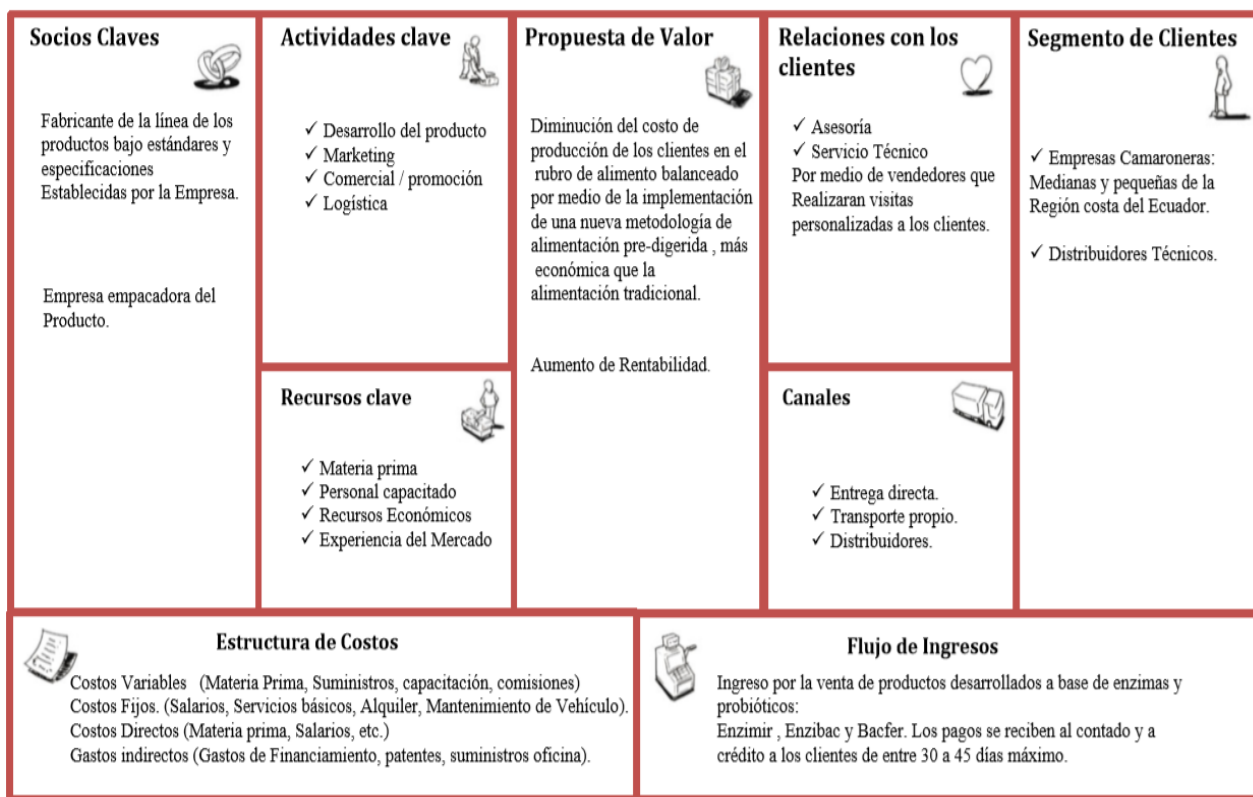 Socios Claves
Fabricante de la línea de los
productos bajo estándares y
especificaciones
Establecidas por la Empresa.
Empresa empacadora del
Producto.
Actividades clave
✓ Desarrollo del producto
✓ Marketing
✓ Comercial / promoción
✓ Logística
Recursos clave
✓ Materia prima
✓ Personal capacitado
✓ Recursos Económicos
✓ Experiencia del Mercado
Propuesta de Valor
Diminución del costo de
producción de los clientes en el
rubro de alimento balanceado
por medio de la implementación
de una nueva metodología de
alimentación pre-digerida , más
económica que la
alimentación tradicional.
Aumento de Rentabilidad.
Relaciones con los
clientes
✓ Asesoría
✓ Servicio Técnico
Por medio de vendedores que
Realizaran visitas
personalizadas a los clientes.
Canales
✓ Entrega directa.
✓ Transporte propio.
✓ Distribuidores.
Segmento de Clientes
✓ Empresas Camaroneras:
Medianas y pequeñas de la
Región costa del Ecuador.
✓ Distribuidores Técnicos.
Estructura de Costos
Costos Variables (Materia Prima, Suministros, capacitación, comisiones)
Costos Fijos. (Salarios, Servicios básicos, Alquiler, Mantenimiento de Vehículo).
Costos Directos (Materia prima, Salarios, etc.)
Gastos indirectos (Gastos de Financiamiento, patentes, suministros oficina).
Flujo de Ingresos
Ingreso por la venta de productos desarrollados a base de enzimas y
probióticos:
Enzimir , Enzibac y Bacfer. Los pagos se reciben al contado y a
crédito a los clientes de entre 30 a 45 días máximo.